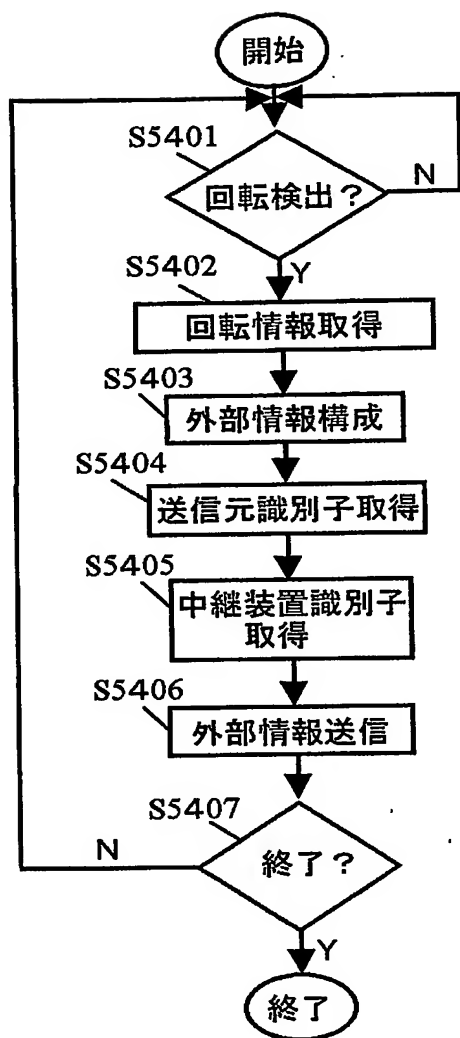 開始
S5401
回転検出？
N
Y
S5402
回転情報取得
S5403
外部情報構成
S5404
送信元識別子取得
S5405
中継装置識別子
取得
S5406
外部情報送信
S5407
N
終了？
Y
終了